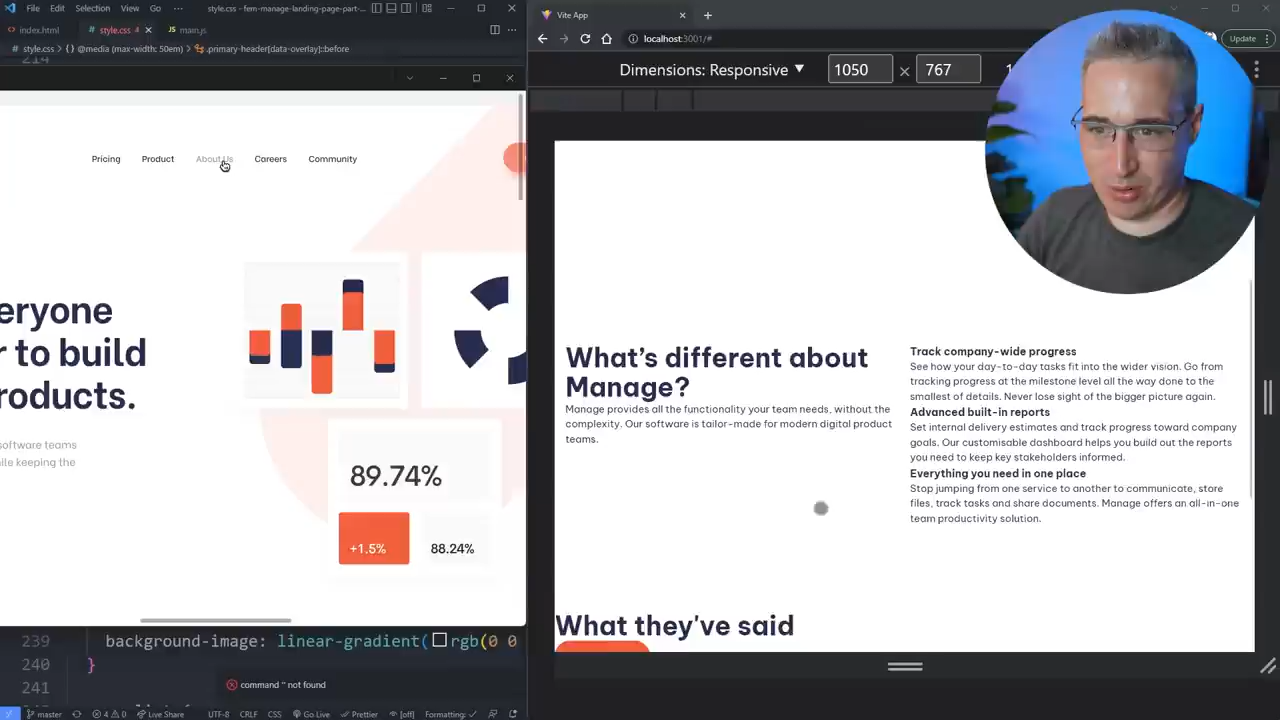 File Edit Selection View Go ··· style.css - fem-manage-landing-page-part-...
index.html style.css 4 main.js
style.css > {} @media (max-width: 50em) > .primary-header[data-overlay]::before
214
Pricing Product About Us Careers Community
eryone
r to build
roducts.
software teams
hile keeping the
89.74%
+1.5%
88.24%
239 background-image: linear-gradient(rgb(0 0
240 }
241
command '' not found
master 4 0 Live Share UTF-8 CRLF CSS Go Live Prettier [off] Formatting:
Vite App
localhost:3001/#
Update
Dimensions: Responsive 1050 × 767
What's different about
Manage?
Manage provides all the functionality your team needs, without the
complexity. Our software is tailor-made for modern digital product
teams.
Track company-wide progress
See how your day-to-day tasks fit into the wider vision. Go from
tracking progress at the milestone level all the way done to the
smallest of details. Never lose sight of the bigger picture again.
Advanced built-in reports
Set internal delivery estimates and track progress toward company
goals. Our customisable dashboard helps you build out the reports
you need to keep key stakeholders informed.
Everything you need in one place
Stop jumping from one service to another to communicate, store
files, track tasks and share documents. Manage offers an all-in-one
team productivity solution.
What they've said